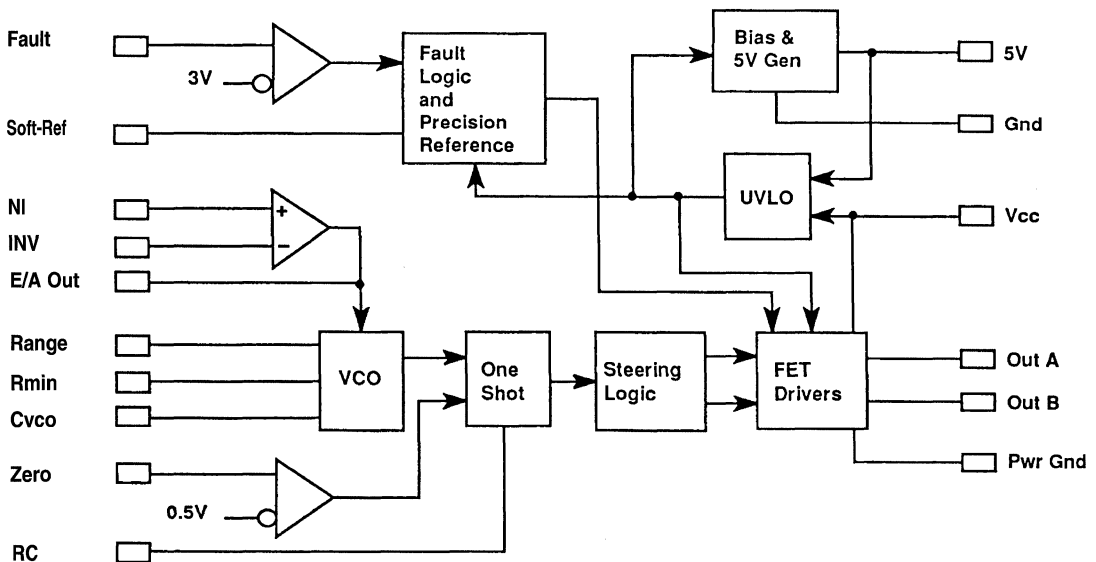 Fault
3V
Soft-Ref
Fault
Logic
and
Precision
Reference
Bias &
5V Gen
5V
Gnd
UVLO
Vcc
NI
+
INV
−
E/A Out
Range
Rmin
Cvco
VCO
One
Shot
Steering
Logic
FET
Drivers
Out A
Out B
Pwr Gnd
Zero
0.5V
RC